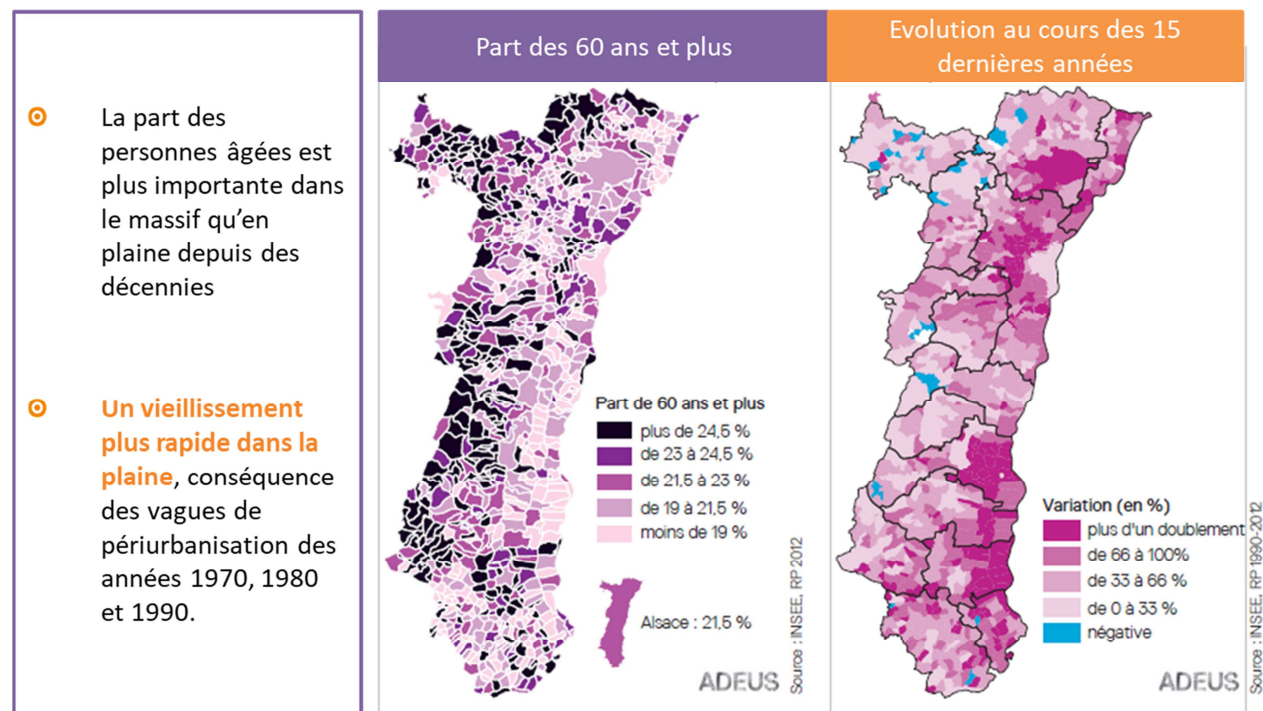 La part des
personnes âgées est
plus importante dans
le massif qu’en
plaine depuis des
décennies
Un vieillissement
plus rapide dans la
plaine, conséquence
des vagues de
périurbanisation des
années 1970, 1980
et 1990.
Part des 60 ans et plus
Part de 60 ans et plus
plus de 24,5 %
de 23 à 24,5 %
de 21,5 à 23 %
de 19 à 21,5 %
moins de 19 %
Alsace : 21,5 %
ADEUS
Source : INSEE, RP 2012
Evolution au cours des 15
dernières années
Variation (en %)
plus d'un doublement
de 66 à 100%
de 33 à 66 %
de 0 à 33 %
négative
ADEUS
Source : INSEE, RP 1990-2012